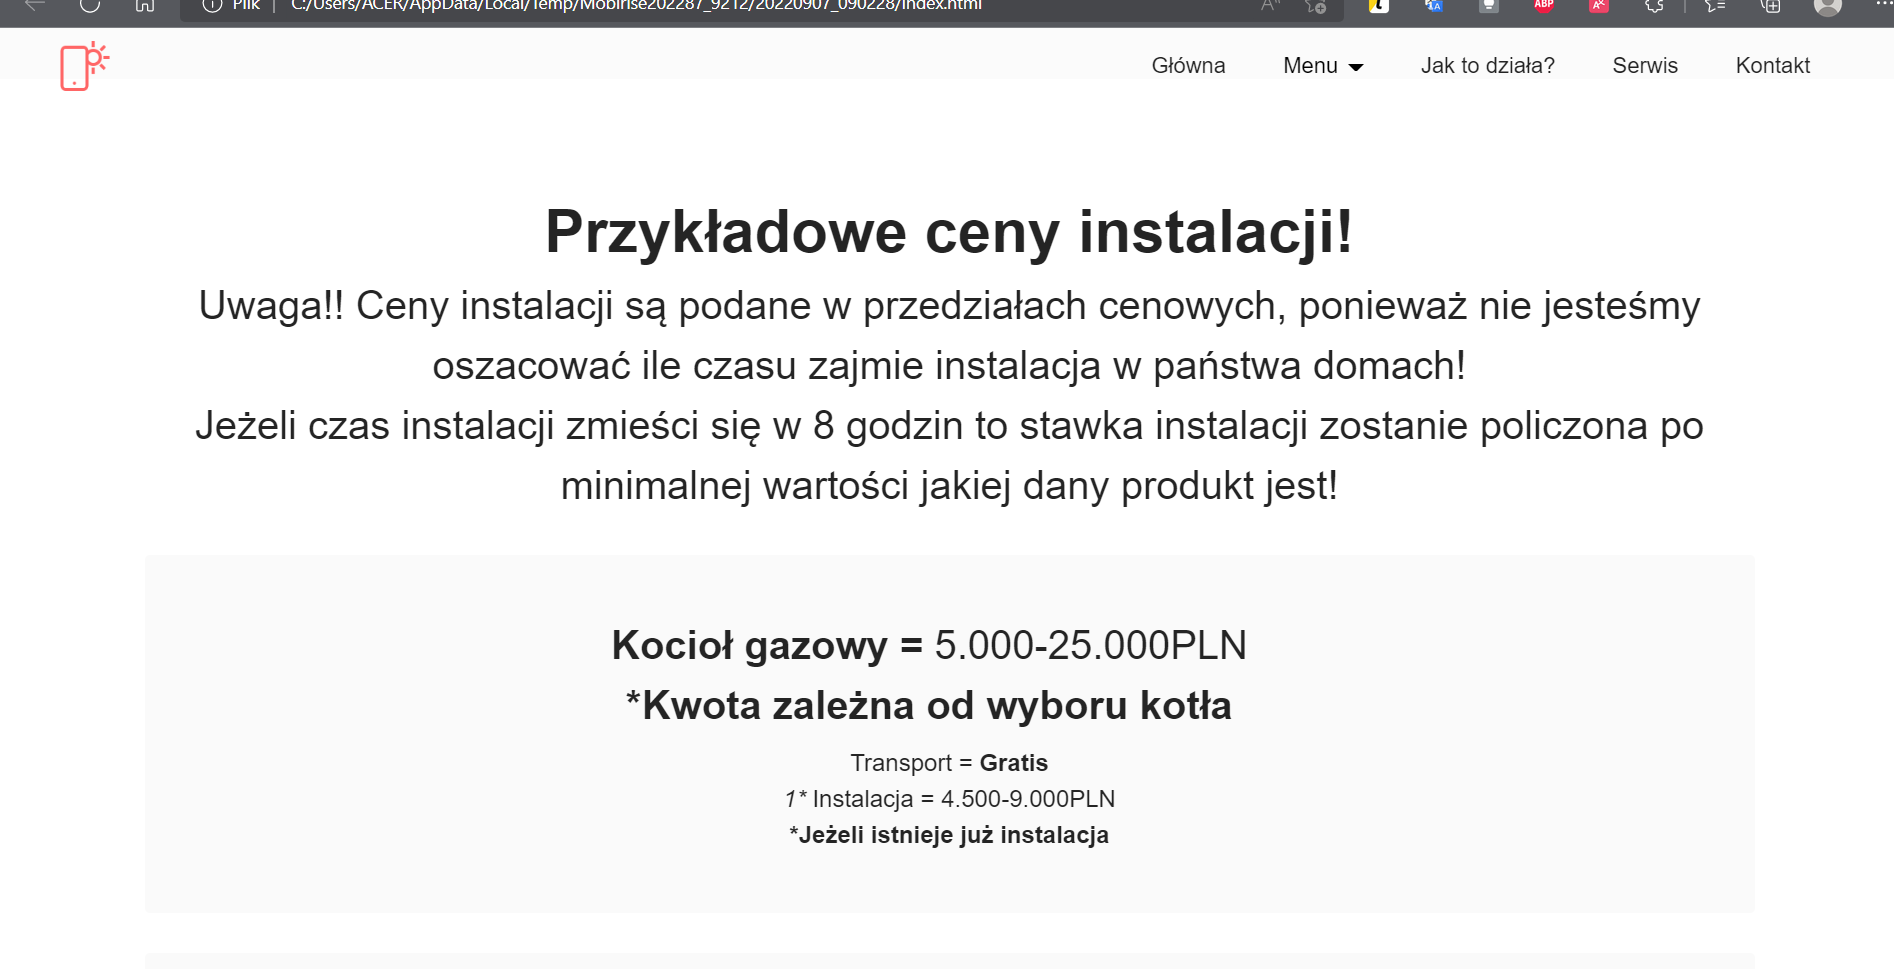 Plik C:/Users/ACER/AppData/Local/Temp/Mobirise202287_9212/20220907_090228/index.html
ABP
Główna Menu Jak to działa? Serwis Kontakt
Przykładowe ceny instalacji!
Uwaga!! Ceny instalacji są podane w przedziałach cenowych, ponieważ nie jesteśmy
oszacować ile czasu zajmie instalacja w państwa domach!
Jeżeli czas instalacji zmieści się w 8 godzin to stawka instalacji zostanie policzona po
minimalnej wartości jakiej dany produkt jest!
Kocioł gazowy = 5.000-25.000PLN
*Kwota zależna od wyboru kotła
Transport = Gratis
1* Instalacja = 4.500-9.000PLN
*Jeżeli istnieje już instalacja